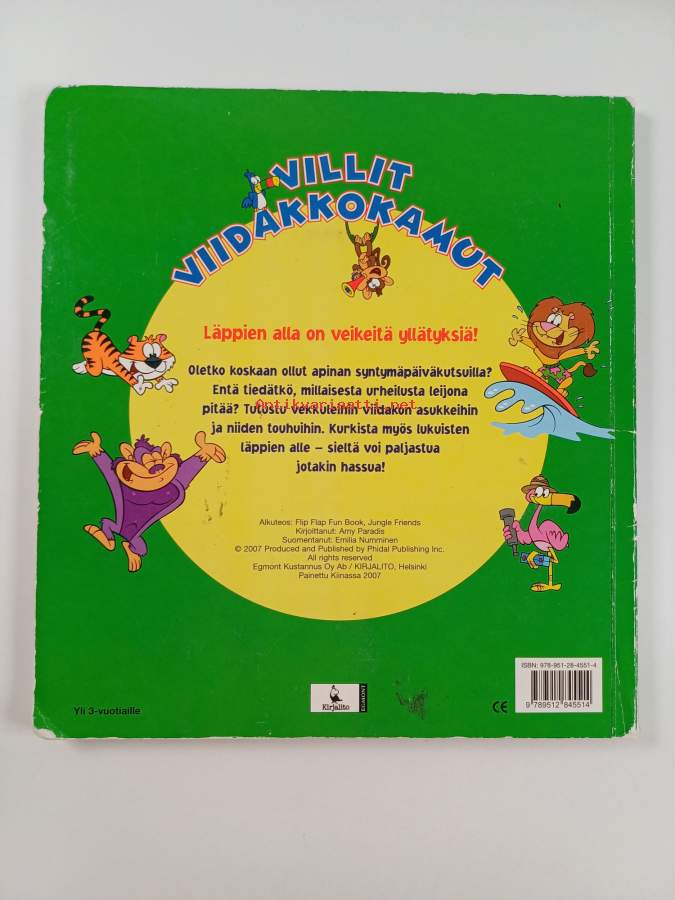 VILLIT
VIIDAKKOKAMUT
Läppien alla on veikeitä yllätyksiä!
Oletko koskaan ollut apinan syntymäpäiväkutsuilla?
Entä tiedätkö, millaisesta urheilusta leijona
pitää? Tutustu vekkuleihin viidakon asukkeihin
Antikvariaatti.net
ja niiden touhuihin. Kurkista myös lukuisten
läppien alle – sieltä voi paljastua
jotakin hassua!
Alkuteos: Flip Flap Fun Book, Jungle Friends
Kirjoittanut: Amy Paradis
Suomentanut: Emilia Numminen
© 2007 Produced and Published by Phidal Publishing Inc.
All rights reserved
Egmont Kustannus Oy Ab / KIRJALITO, Helsinki
Painettu Kiinassa 2007
ISBN: 978-951-28-4551-4
9 789512 845514
Yli 3-vuotiaille
Kirjalito
EGMONT
CE